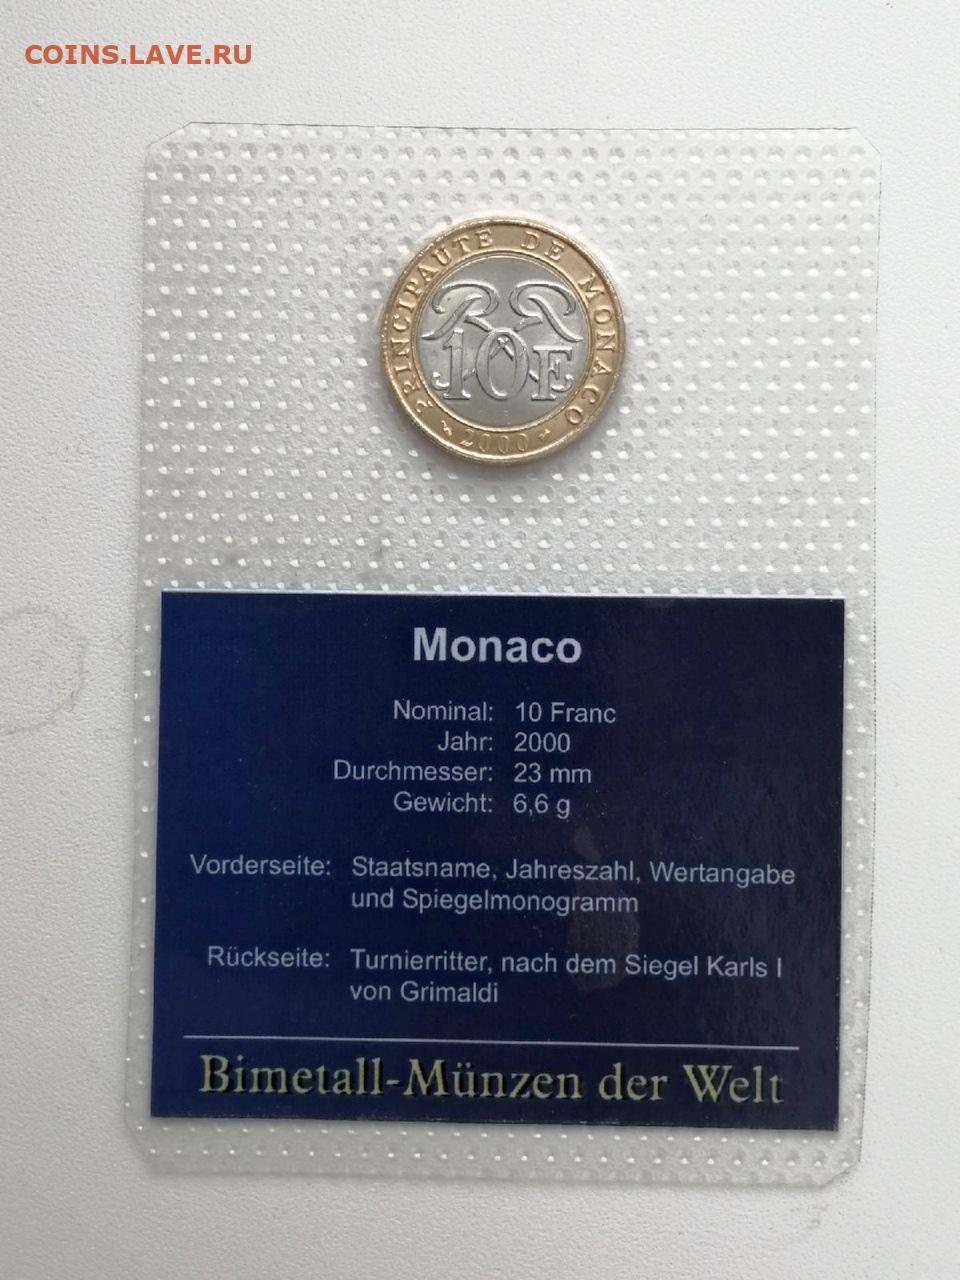 COINS.LAVE.RU
PRINCIPAUTE DE MONACO
10F
2000
Monaco
Nominal: 10 Franc
Jahr: 2000
Durchmesser: 23 mm
Gewicht: 6,6 g
Vorderseite: Staatsname, Jahreszahl, Wertangabe
und Spiegelmonogramm
Rückseite: Turnierritter, nach dem Siegel Karls I
von Grimaldi
Bimetall-Münzen der Welt